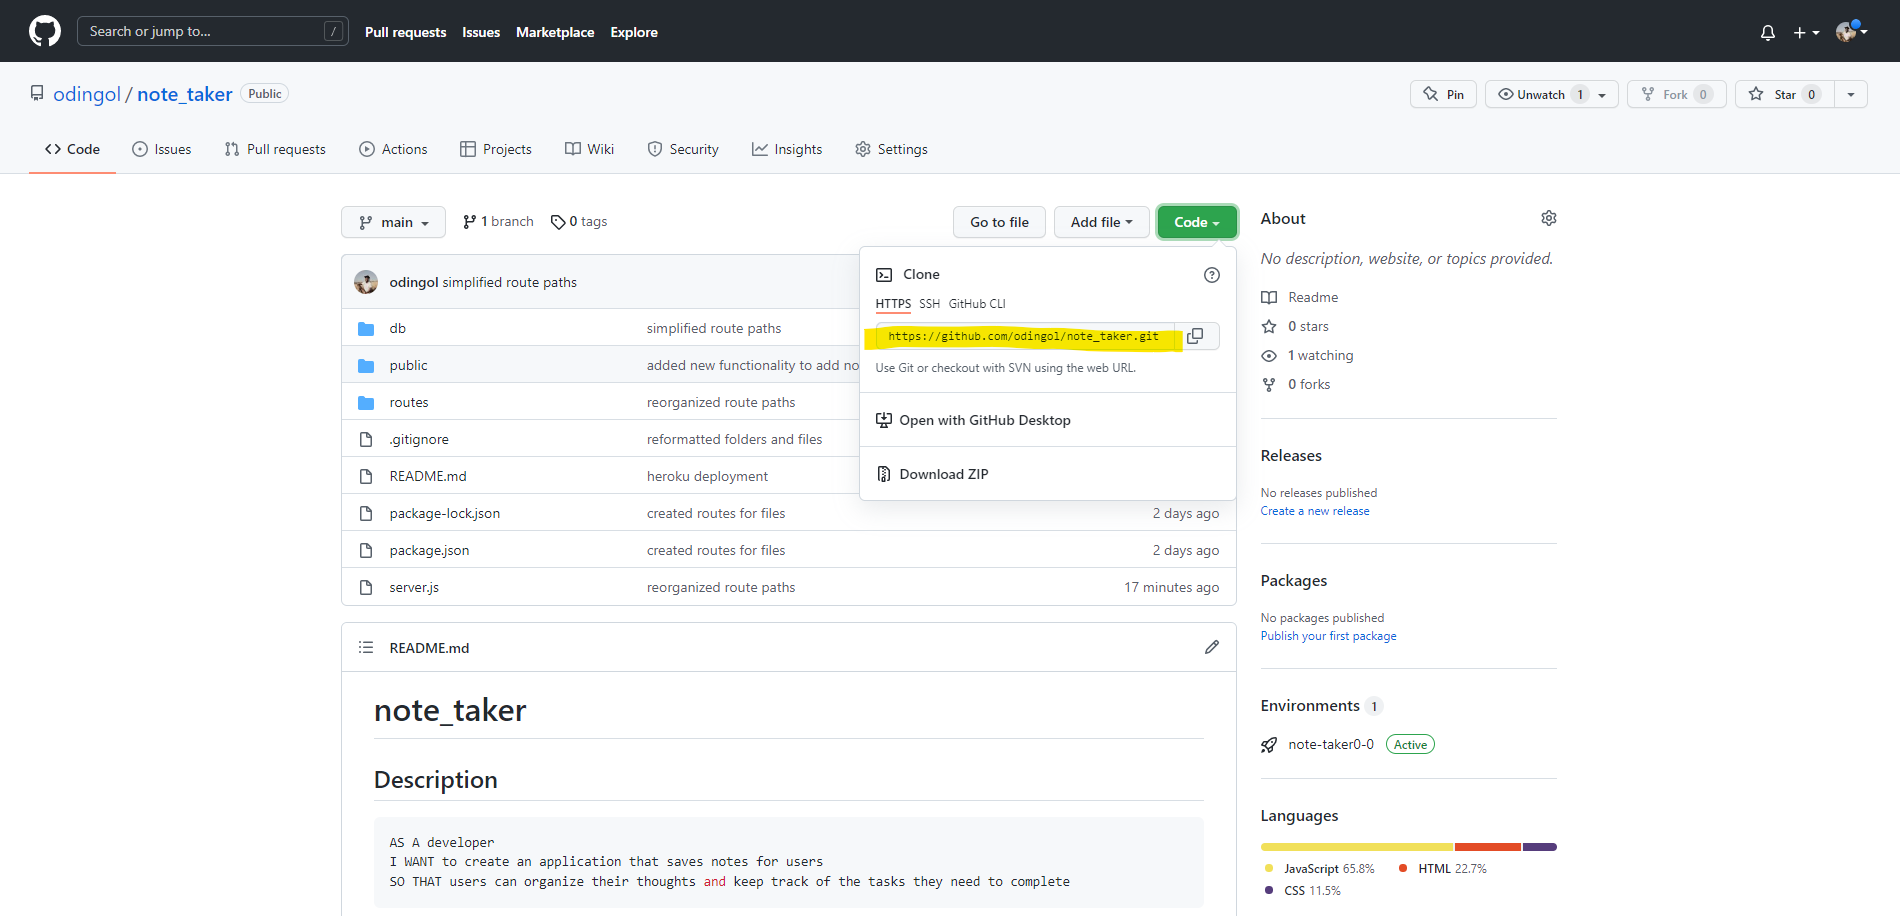 Search or jump to... /
Pull requests Issues Marketplace Explore
odingol / note_taker Public
Pin Unwatch 1 Fork 0 Star 0
Code Issues Pull requests Actions Projects Wiki Security Insights Settings
main 1 branch 0 tags Go to file Add file Code
odingol simplified route paths
db simplified route paths
public added new functionality to add no
routes reorganized route paths
.gitignore reformatted folders and files
README.md heroku deployment
package-lock.json created routes for files 2 days ago
package.json created routes for files 2 days ago
server.js reorganized route paths 17 minutes ago
Clone
HTTPS SSH GitHub CLI
https://github.com/odingol/note_taker.git
Use Git or checkout with SVN using the web URL.
Open with GitHub Desktop
Download ZIP
README.md
note_taker
Description
AS A developer
I WANT to create an application that saves notes for users
SO THAT users can organize their thoughts and keep track of the tasks they need to complete
About
No description, website, or topics provided.
Readme
0 stars
1 watching
0 forks
Releases
No releases published
Create a new release
Packages
No packages published
Publish your first package
Environments 1
note-taker0-0 Active
Languages
JavaScript 65.8% HTML 22.7%
CSS 11.5%